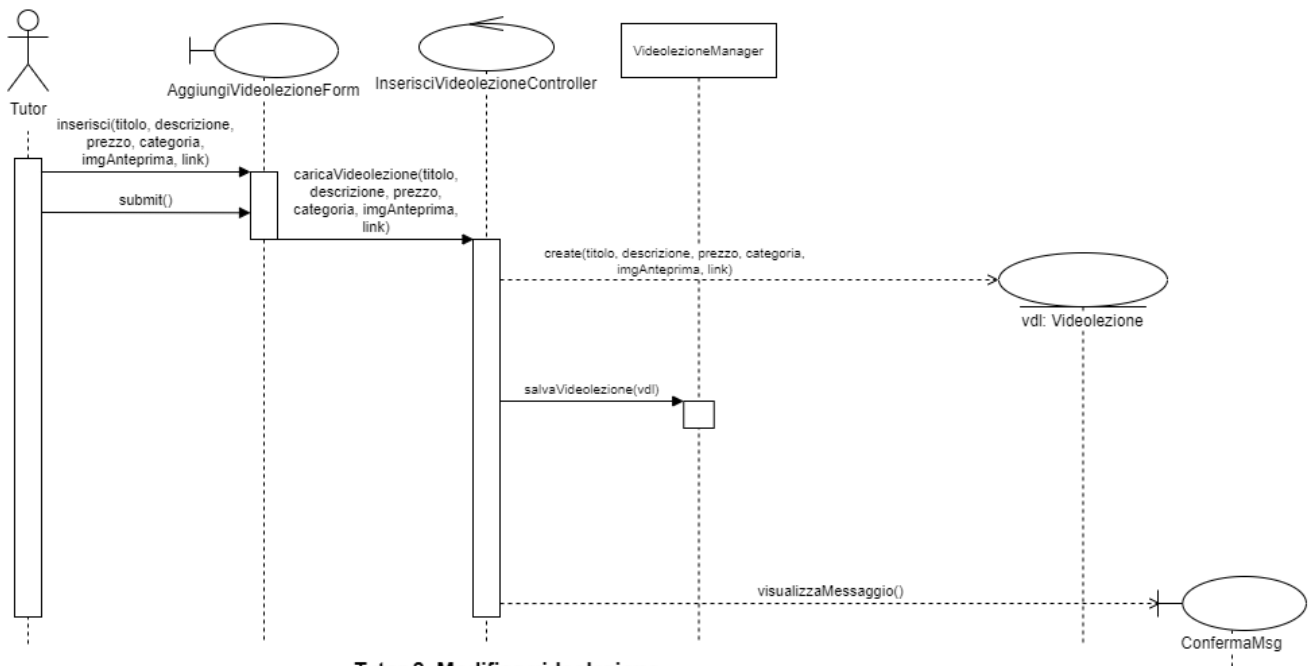 VideolezioneManager
AggiungiVideolezioneForm
InserisciVideolezioneController
Tutor
inserisci(titolo, descrizione,
prezzo, categoria,
imgAnteprima, link)
submit()
caricaVideolezione(titolo,
descrizione, prezzo,
categoria, imgAnteprima,
link)
create(titolo, descrizione, prezzo, categoria,
imgAnteprima, link)
vdl: Videolezione
salvaVideolezione(vdl)
visualizzaMessaggio()
ConfermaMsg